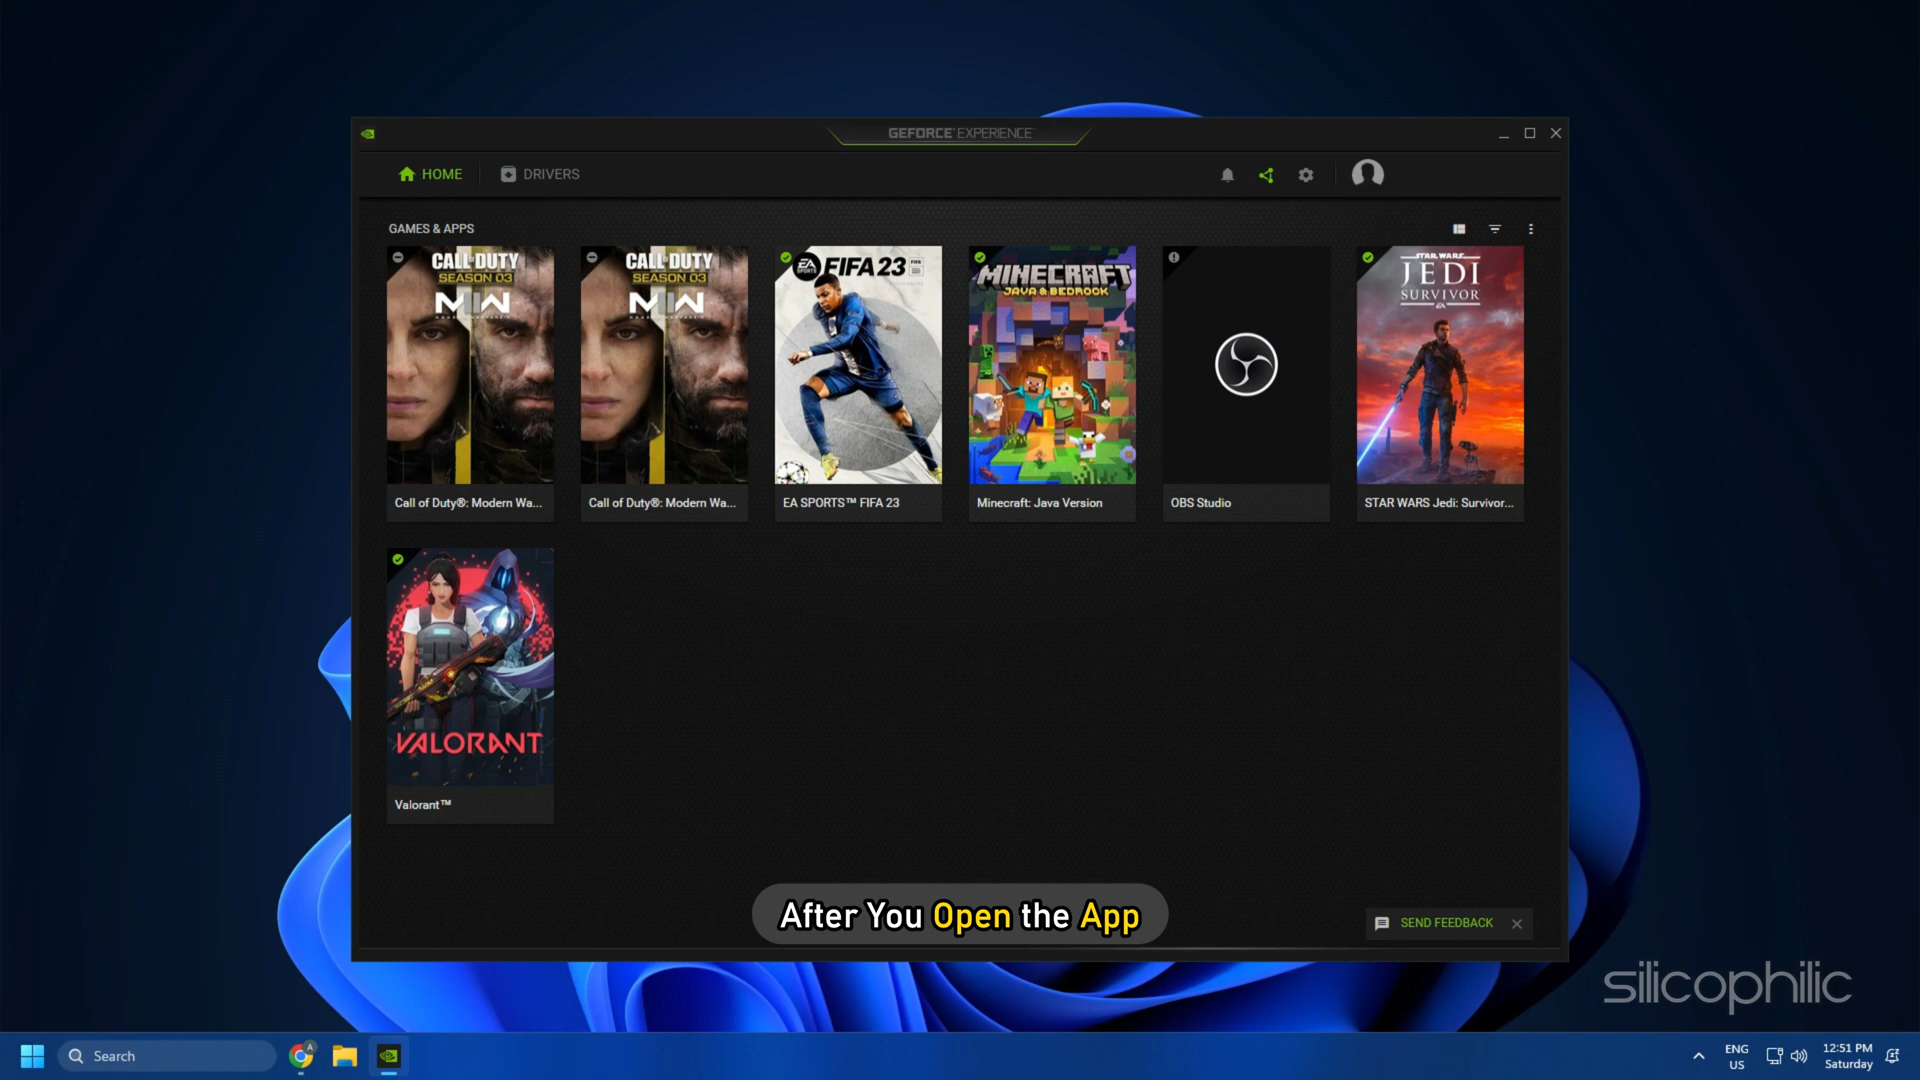 GEFORCE EXPERIENCE
HOME
DRIVERS
GAMES & APPS
CALL OF DUTY
SEASON 03
MW
CALL OF DUTY
SEASON 03
MW
EA SPORTS FIFA 23
MINECRAFT
JAVA & BEDROCK
STAR WARS
JEDI
SURVIVOR
EA
Call of Duty®: Modern Wa...
Call of Duty®: Modern Wa...
EA SPORTS™ FIFA 23
Minecraft: Java Version
OBS Studio
STAR WARS Jedi: Survivor...
VALORANT
Valorant™
After You Open the App
SEND FEEDBACK
silicophilic
Search
A
ENG
US
12:51 PM
Saturday